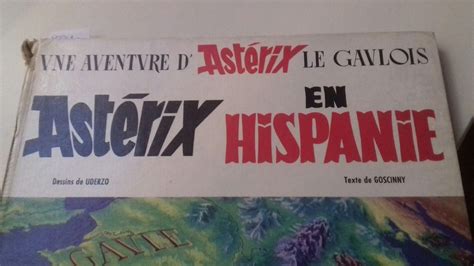 VNE AVENTVRE D'Astérix LE GAVLOIS
Astérix EN HISPANIE
Dessins de UDERZO Texte de GOSCINNY
GAVLE